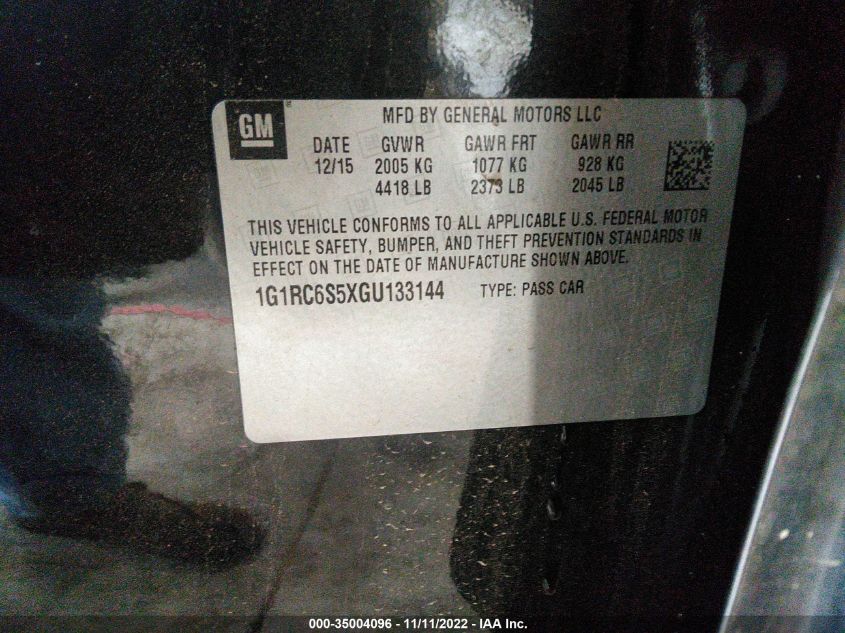 GM
MFD BY GENERAL MOTORS LLC
DATE GVWR GAWR FRT GAWR RR
12/15 2005 KG 1077 KG 928 KG
4418 LB 2373 LB 2045 LB
THIS VEHICLE CONFORMS TO ALL APPLICABLE U.S. FEDERAL MOTOR
VEHICLE SAFETY, BUMPER, AND THEFT PREVENTION STANDARDS IN
EFFECT ON THE DATE OF MANUFACTURE SHOWN ABOVE.
1G1RC6S5XGU133144 TYPE: PASS CAR
000-35004096 - 11/11/2022 - IAA Inc.